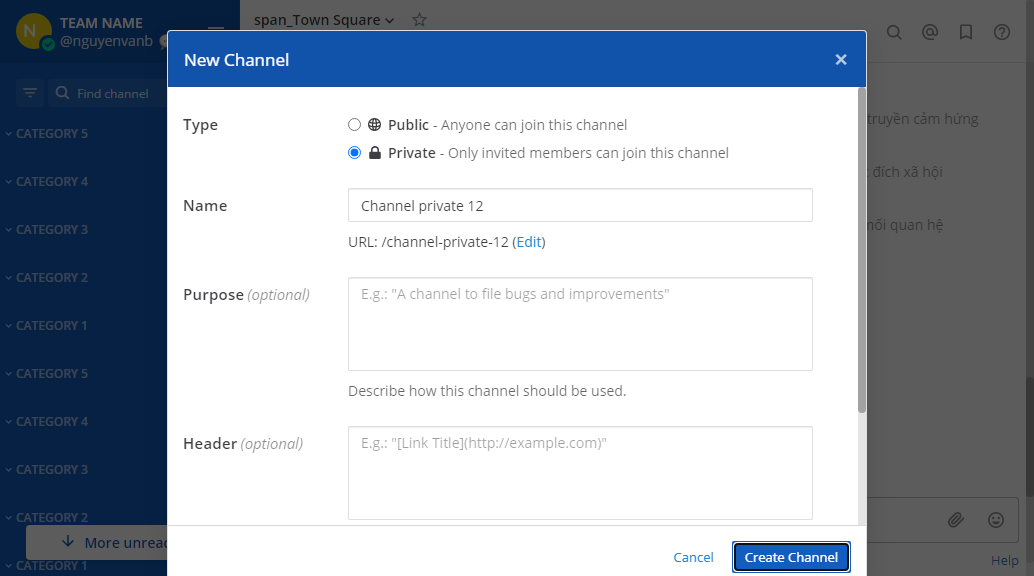 TEAM NAME
@nguyenvanb
N
span_Town Square
Find channel
CATEGORY 5
CATEGORY 4
CATEGORY 3
CATEGORY 2
CATEGORY 1
CATEGORY 5
CATEGORY 4
CATEGORY 3
CATEGORY 2
More unread
CATEGORY 1
New Channel
Type
Public - Anyone can join this channel
Private - Only invited members can join this channel
Name
Channel private 12
URL: /channel-private-12 (Edit)
Purpose (optional)
E.g.: "A channel to file bugs and improvements"
Describe how this channel should be used.
Header (optional)
E.g.: "[Link Title](http://example.com)"
Cancel
Create Channel
truyền cảm hứng
đích xã hội
mối quan hệ
Help